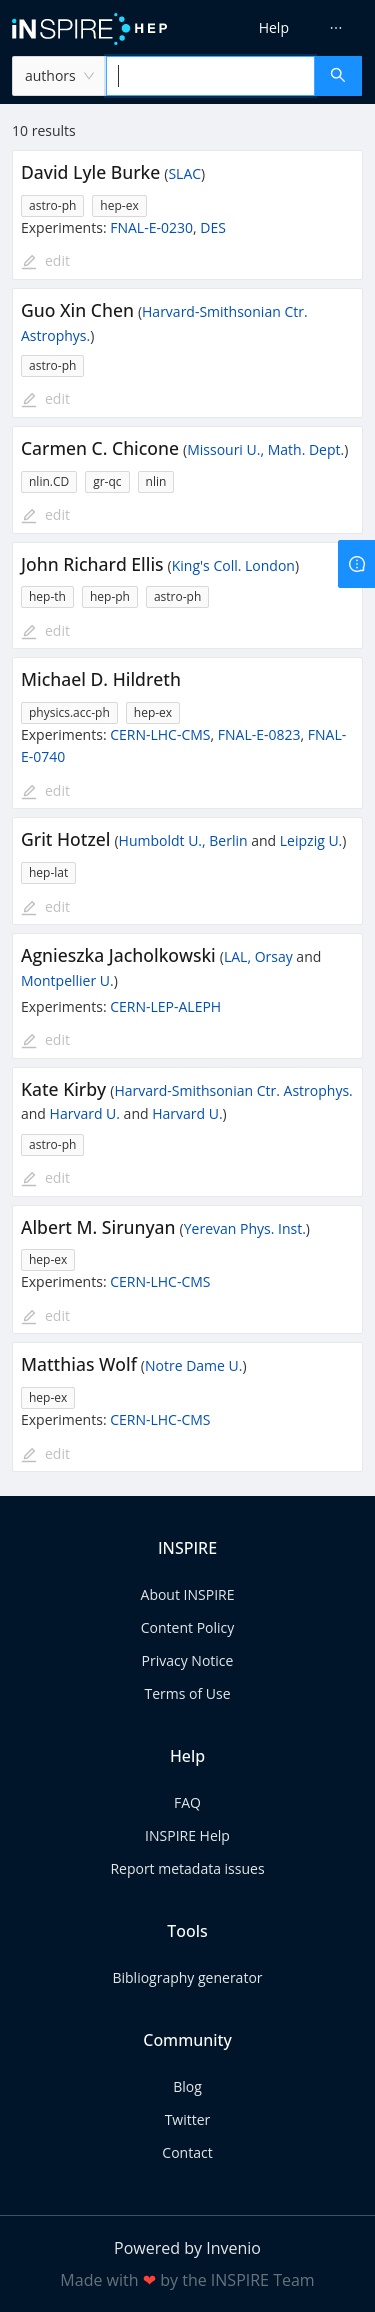 iNSPIRE HEP
Help
···
authors
10 results
David Lyle Burke (SLAC)
astro-ph hep-ex
Experiments: FNAL-E-0230, DES
edit
Guo Xin Chen (Harvard-Smithsonian Ctr.
Astrophys.)
astro-ph
edit
Carmen C. Chicone (Missouri U., Math. Dept.)
nlin.CD gr-qc nlin
edit
John Richard Ellis (King's Coll. London)
hep-th hep-ph astro-ph
edit
Michael D. Hildreth
physics.acc-ph hep-ex
Experiments: CERN-LHC-CMS, FNAL-E-0823, FNAL-
E-0740
edit
Grit Hotzel (Humboldt U., Berlin and Leipzig U.)
hep-lat
edit
Agnieszka Jacholkowski (LAL, Orsay and
Montpellier U.)
Experiments: CERN-LEP-ALEPH
edit
Kate Kirby (Harvard-Smithsonian Ctr. Astrophys.
and Harvard U. and Harvard U.)
astro-ph
edit
Albert M. Sirunyan (Yerevan Phys. Inst.)
hep-ex
Experiments: CERN-LHC-CMS
edit
Matthias Wolf (Notre Dame U.)
hep-ex
Experiments: CERN-LHC-CMS
edit
INSPIRE
About INSPIRE
Content Policy
Privacy Notice
Terms of Use
Help
FAQ
INSPIRE Help
Report metadata issues
Tools
Bibliography generator
Community
Blog
Twitter
Contact
Powered by Invenio
Made with ❤ by the INSPIRE Team